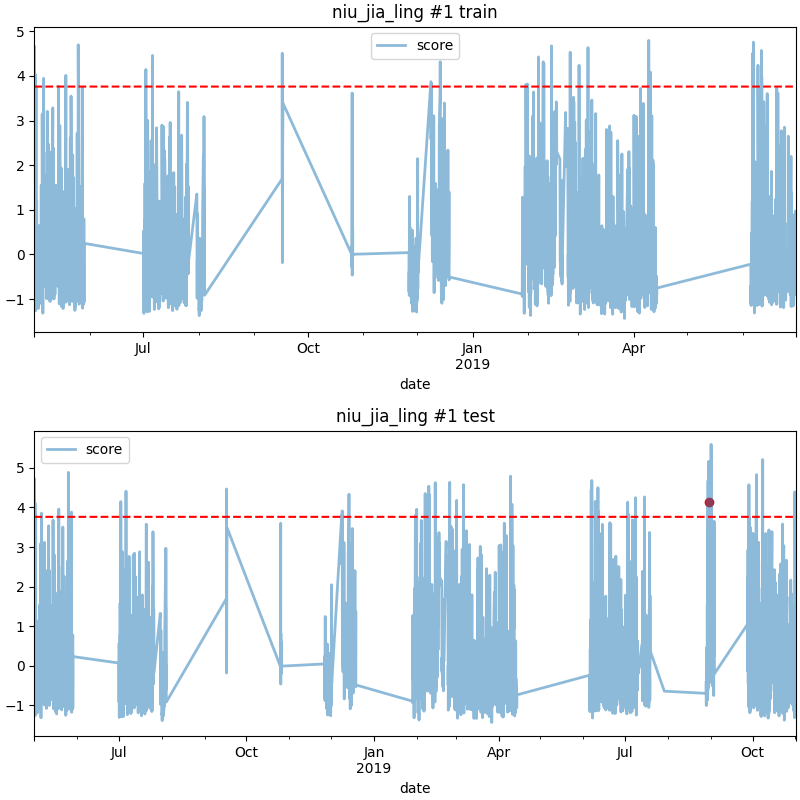 niu_jia_ling #1 train
score
5
4
3
2
1
0
−1
Jul
Oct
Jan
2019
Apr
date
niu_jia_ling #1 test
score
5
4
3
2
1
0
−1
Jul
Oct
Jan
2019
Apr
Jul
Oct
date